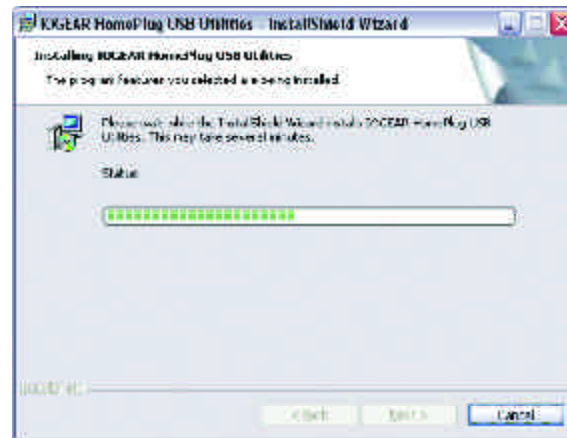 IOGEAR HomePlug USB Utilities - InstallShield Wizard
Installing IOGEAR HomePlug USB Utilities
The program features you selected are being installed.
Please wait while the InstallShield Wizard installs IOGEAR HomePlug USB
Utilities. This may take several minutes.
Status:
InstallShield
< Back Next > Cancel